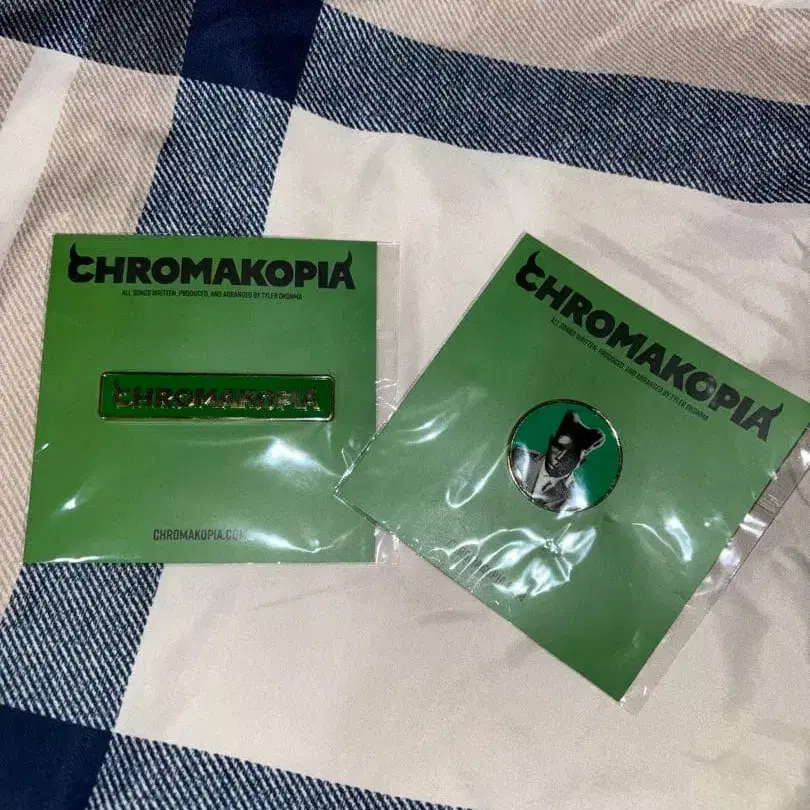 CHROMAKOPIA
ALL SONGS WRITTEN, PRODUCED, AND ARRANGED BY TYLER OKONMA
CHROMAKOPIA
CHROMAKOPIA.COM
CHROMAKOPIA
ALL SONGS WRITTEN, PRODUCED, AND ARRANGED BY TYLER OKONMA